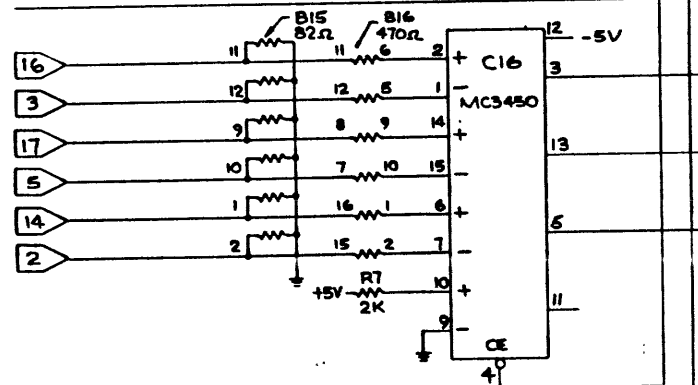 B15 B16 12 -5V
82Ω 470Ω
16 11 11 6 2 + C16 3
3 12 12 5 1 − MC3450
17 9 8 9 14 + 13
5 10 7 10 15 −
14 1 16 1 6 + 5
2 2 15 2 7 −
R7
+5V 10 +
2K 11
9 −
CE
4